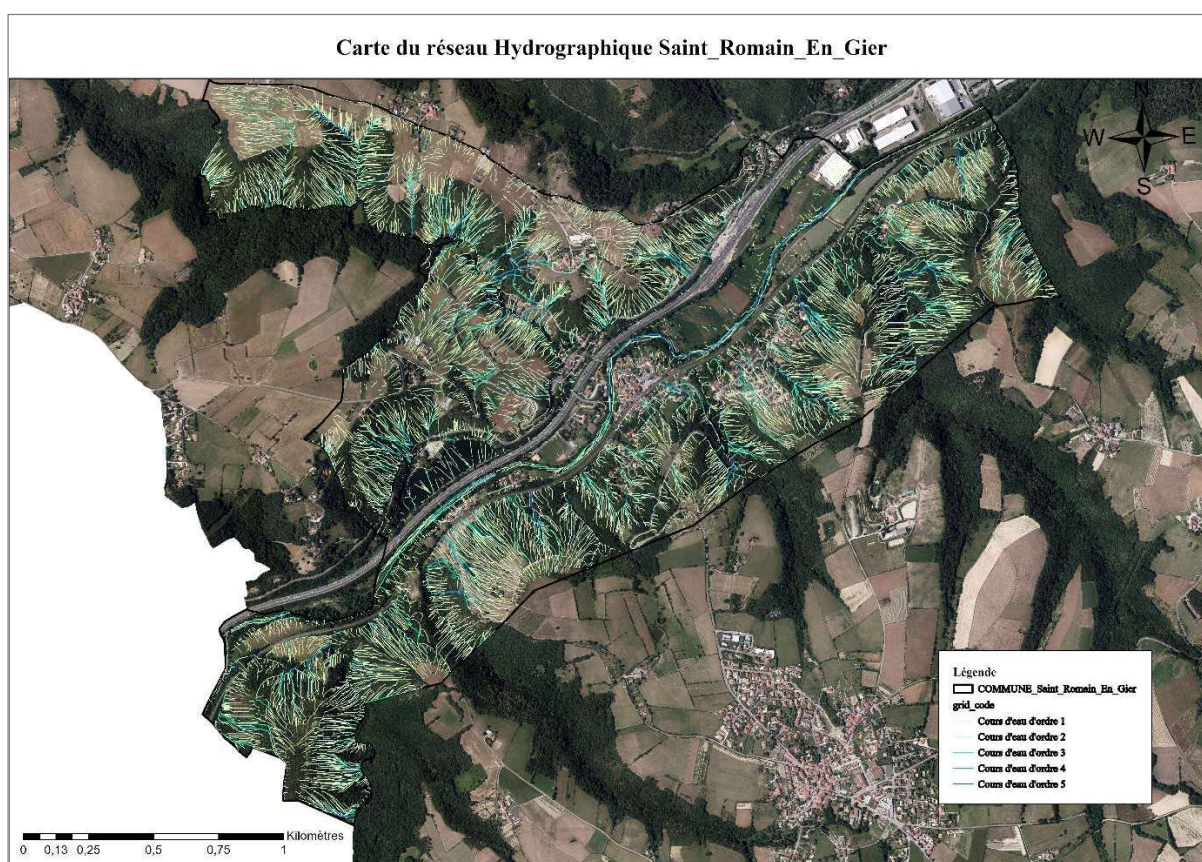 Carte du réseau Hydrographique Saint_Romain_En_Gier
N
W E
S
Légende
COMMUNE_Saint_Romain_En_Gier
grid_code
Cours d'eau d'ordre 1
Cours d'eau d'ordre 2
Cours d'eau d'ordre 3
Cours d'eau d'ordre 4
Cours d'eau d'ordre 5
Kilomètres
0 0,13 0,25 0,5 0,75 1